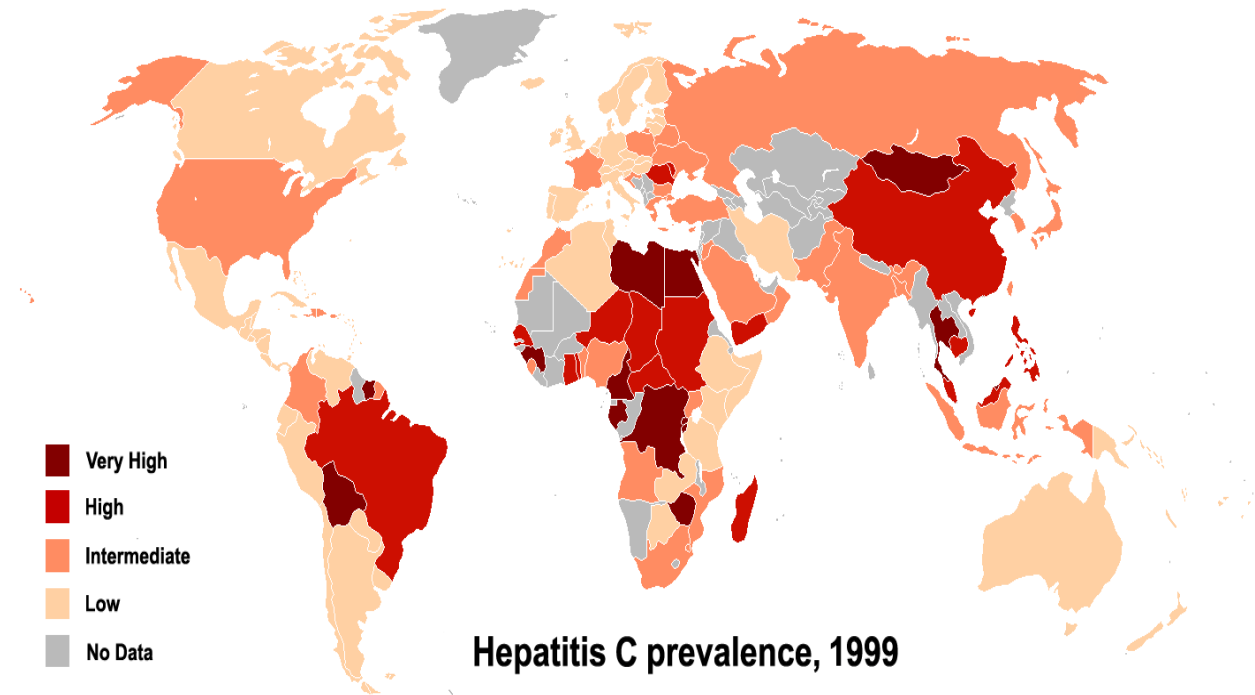 Very High
High
Intermediate
Low
No Data
Hepatitis C prevalence, 1999